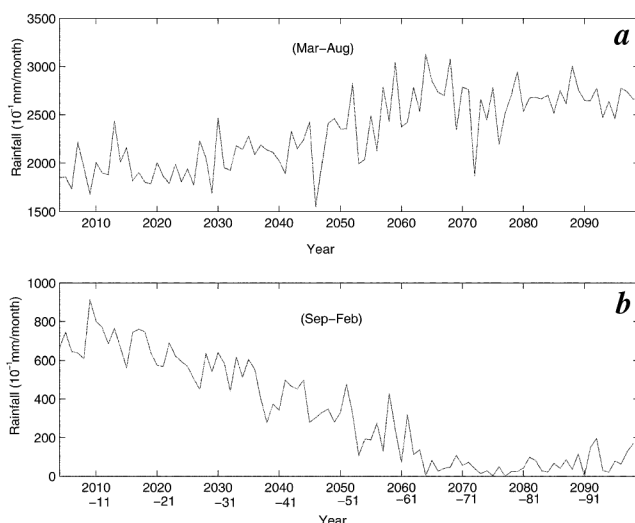 3500
a
(Mar–Aug)
3000
2500
2000
1500
Rainfall (10⁻¹ mm/month)
2010 2020 2030 2040 2050 2060 2070 2080 2090
Year
1000
b
(Sep–Feb)
800
600
400
200
0
Rainfall (10⁻¹mm/month)
2010 2020 2030 2040 2050 2060 2070 2080 2090
–11 –21 –31 –41 –51 –61 –71 –81 –91
Year